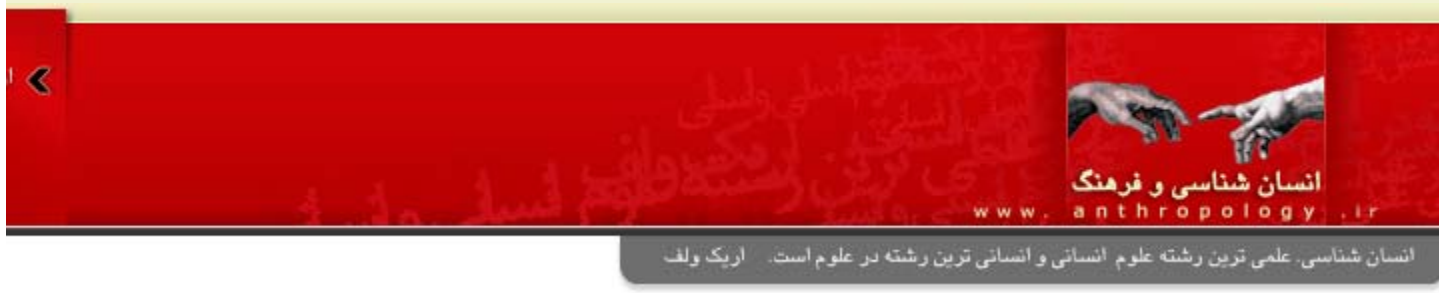 انسان شناسی و فرهنگ
www. anthropology .ir
انسان شناسی، علمی ترین رشته علوم انسانی و انسانی ترین رشته در علوم است. اریک ولف